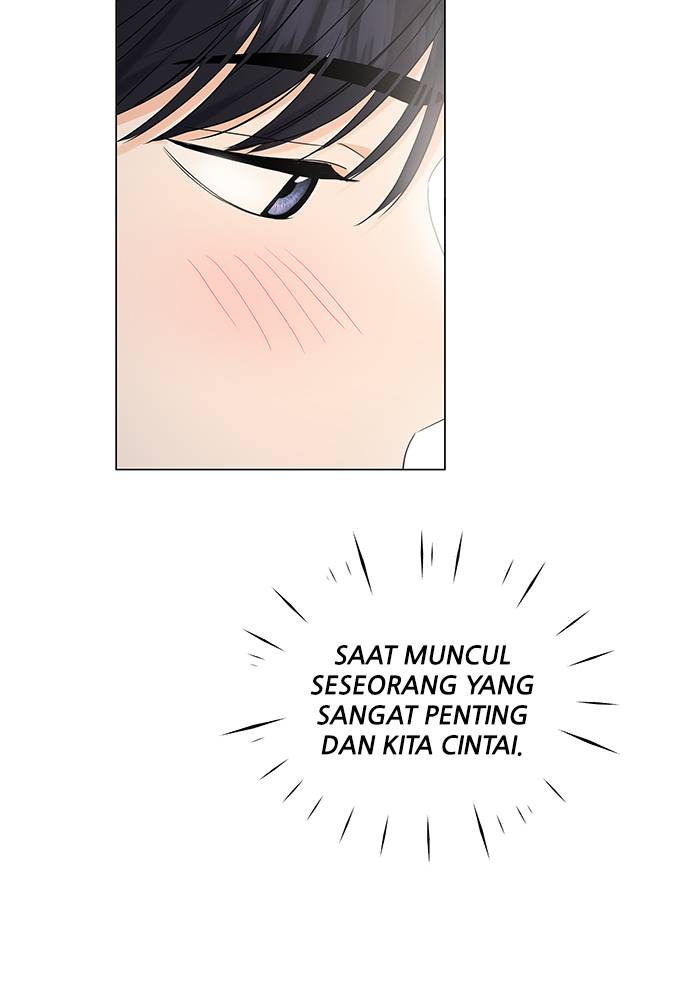 SAAT MUNCUL
SESEORANG YANG
SANGAT PENTING
DAN KITA CINTAI.